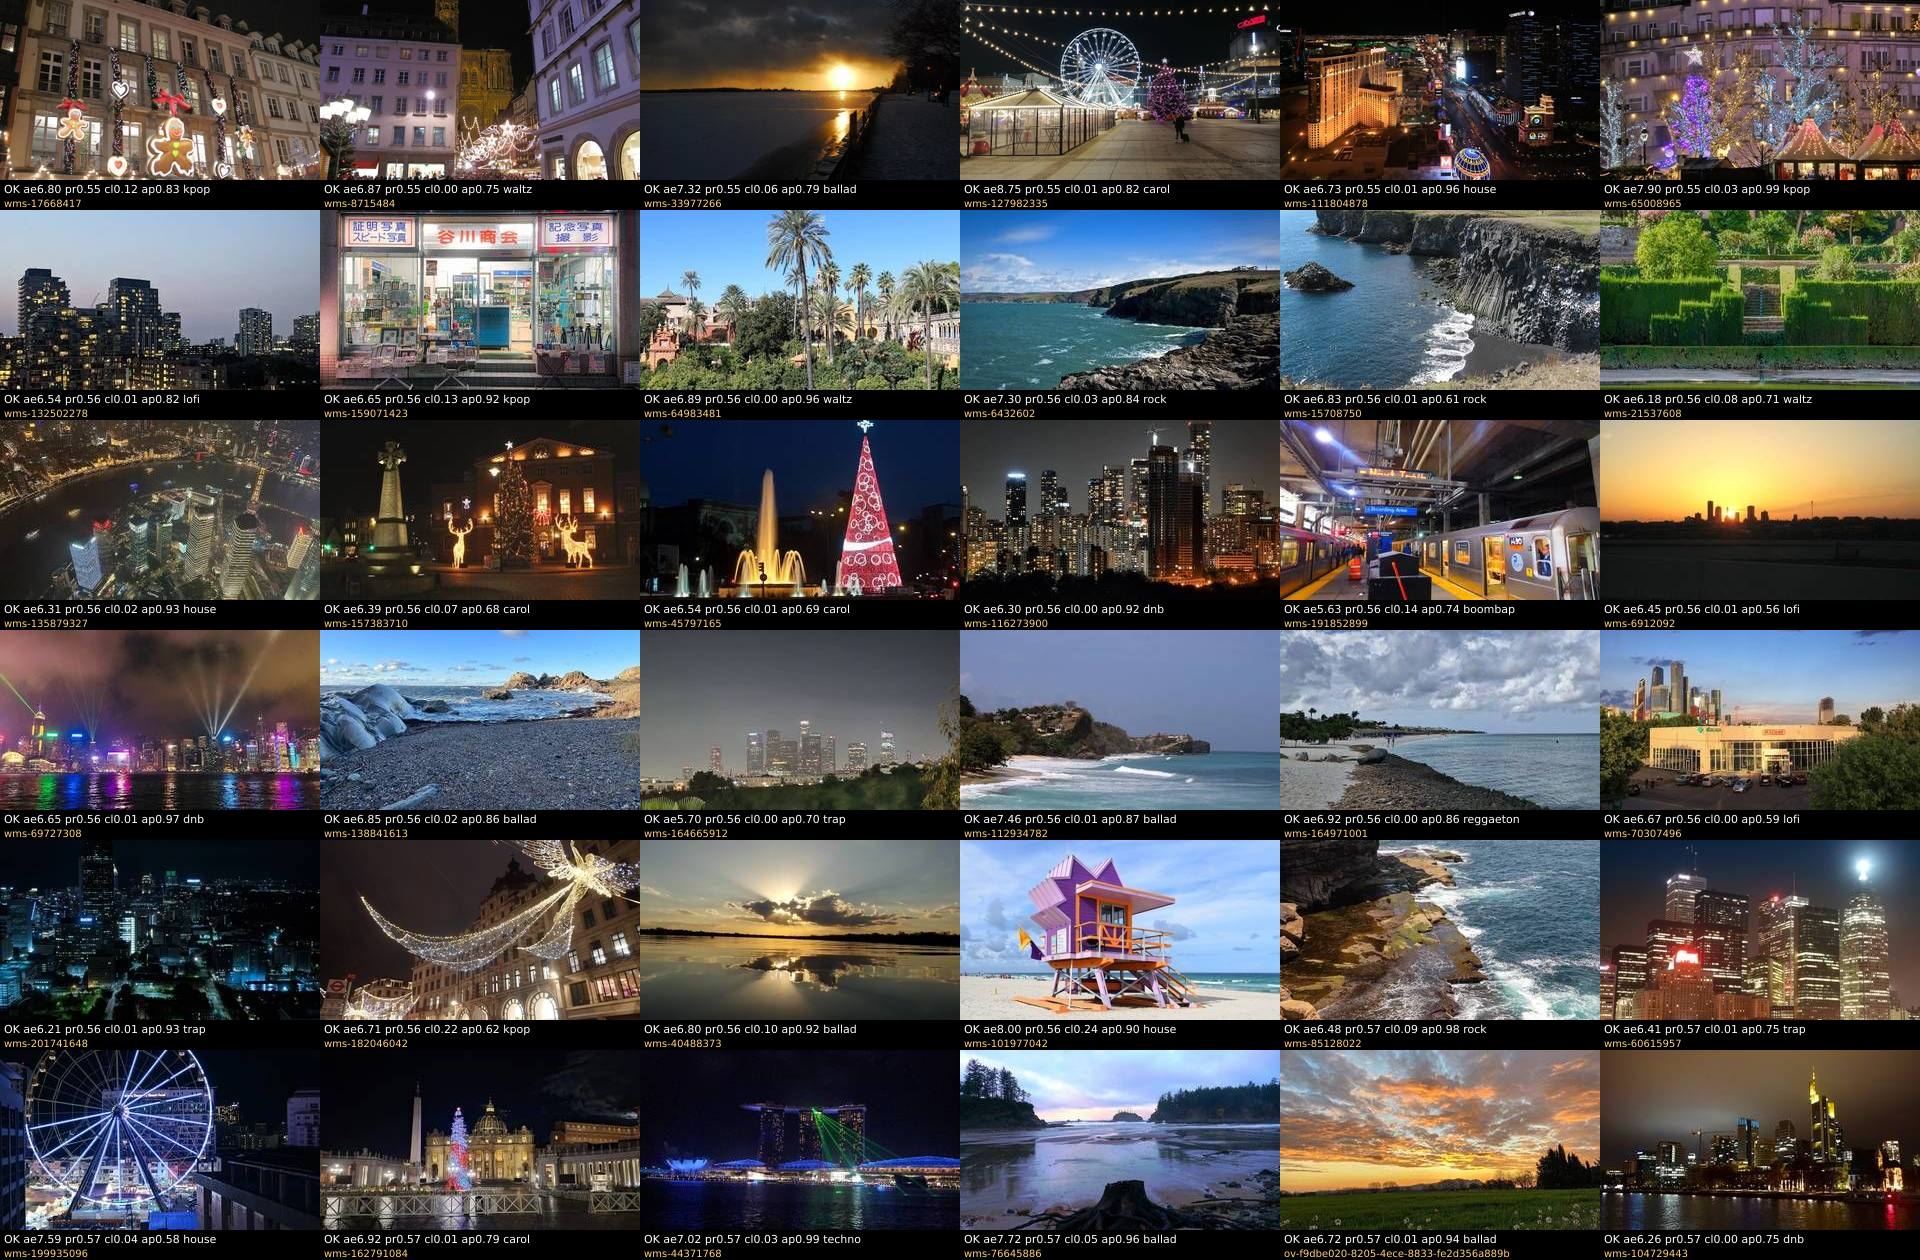 OK ae6.80 pr0.55 cl0.12 ap0.83 kpop
wms-17668417
OK ae6.87 pr0.55 cl0.00 ap0.75 waltz
wms-8715484
OK ae7.32 pr0.55 cl0.06 ap0.79 ballad
wms-33977266
OK ae8.75 pr0.55 cl0.01 ap0.82 carol
wms-127982335
OK ae6.73 pr0.55 cl0.01 ap0.96 house
wms-111804878
OK ae7.90 pr0.55 cl0.03 ap0.99 kpop
wms-65008965
証明写真
スピード写真
谷川商会
記念写真
撮影
OK ae6.54 pr0.56 cl0.01 ap0.82 lofi
wms-132502278
OK ae6.65 pr0.56 cl0.13 ap0.92 kpop
wms-159071423
OK ae6.89 pr0.56 cl0.00 ap0.96 waltz
wms-64983481
OK ae7.30 pr0.56 cl0.03 ap0.84 rock
wms-6432602
OK ae6.83 pr0.56 cl0.01 ap0.61 rock
wms-15708750
OK ae6.18 pr0.56 cl0.08 ap0.71 waltz
wms-21537608
Boarding Area
OK ae6.31 pr0.56 cl0.02 ap0.93 house
wms-135879327
OK ae6.39 pr0.56 cl0.07 ap0.68 carol
wms-157383710
OK ae6.54 pr0.56 cl0.01 ap0.69 carol
wms-45797165
OK ae6.30 pr0.56 cl0.00 ap0.92 dnb
wms-116273900
OK ae5.63 pr0.56 cl0.14 ap0.74 boombap
wms-191852899
OK ae6.45 pr0.56 cl0.01 ap0.56 lofi
wms-6912092
OK ae6.65 pr0.56 cl0.01 ap0.97 dnb
wms-69727308
OK ae6.85 pr0.56 cl0.02 ap0.86 ballad
wms-138841613
OK ae5.70 pr0.56 cl0.00 ap0.70 trap
wms-164665912
OK ae7.46 pr0.56 cl0.01 ap0.87 ballad
wms-112934782
OK ae6.92 pr0.56 cl0.00 ap0.86 reggaeton
wms-164971001
OK ae6.67 pr0.56 cl0.00 ap0.59 lofi
wms-70307496
OK ae6.21 pr0.56 cl0.01 ap0.93 trap
wms-201741648
OK ae6.71 pr0.56 cl0.22 ap0.62 kpop
wms-182046042
OK ae6.80 pr0.56 cl0.10 ap0.92 ballad
wms-40488373
OK ae8.00 pr0.56 cl0.24 ap0.90 house
wms-101977042
OK ae6.48 pr0.57 cl0.09 ap0.98 rock
wms-85128022
OK ae6.41 pr0.57 cl0.01 ap0.75 trap
wms-60615957
OK ae7.59 pr0.57 cl0.04 ap0.58 house
wms-199935096
OK ae6.92 pr0.57 cl0.01 ap0.79 carol
wms-162791084
OK ae7.02 pr0.57 cl0.03 ap0.99 techno
wms-44371768
OK ae7.72 pr0.57 cl0.05 ap0.96 ballad
wms-76645886
OK ae6.72 pr0.57 cl0.01 ap0.94 ballad
ov-f9dbe020-8205-4ece-8833-fe2d356a889b
OK ae6.26 pr0.57 cl0.00 ap0.75 dnb
wms-104729443